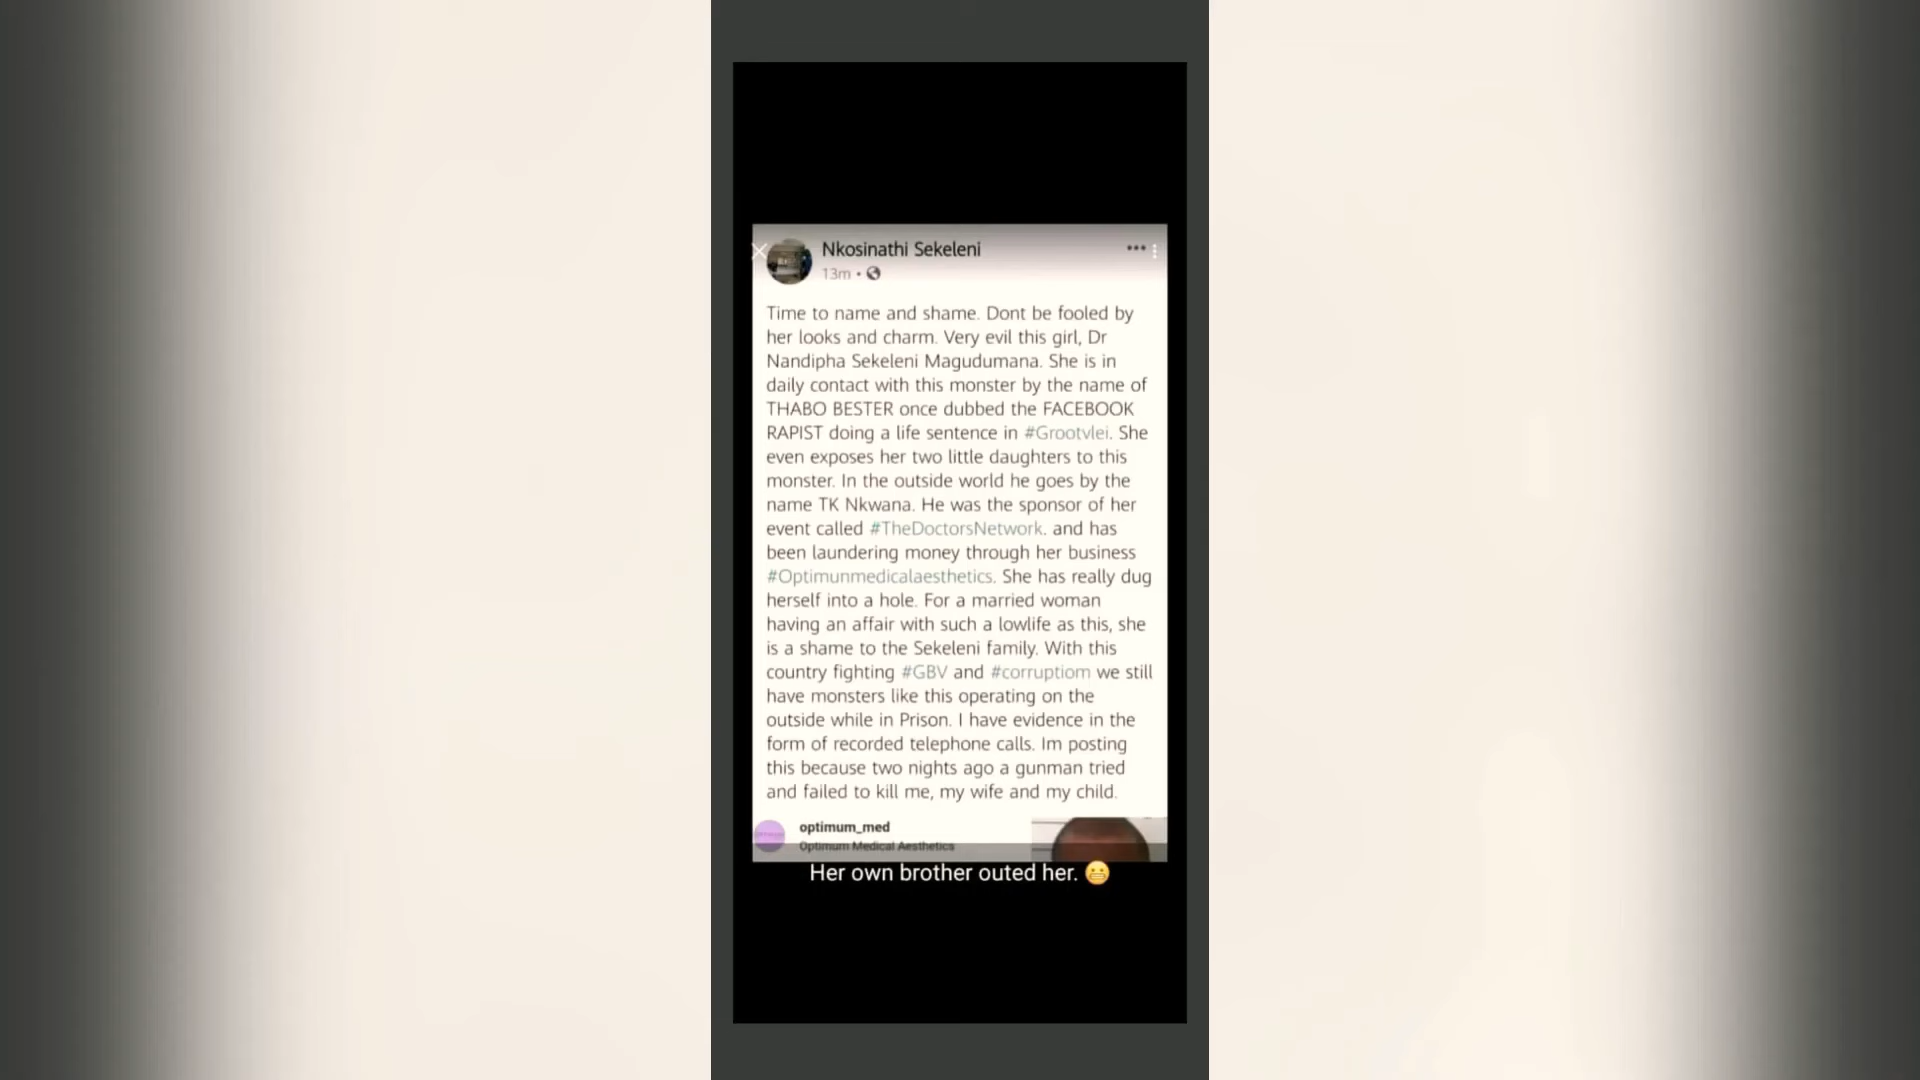 Nkosinathi Sekeleni
13m
Time to name and shame. Dont be fooled by
her looks and charm. Very evil this girl, Dr
Nandipha Sekeleni Magudumana. She is in
daily contact with this monster by the name of
THABO BESTER once dubbed the FACEBOOK
RAPIST doing a life sentence in #Grootvlei. She
even exposes her two little daughters to this
monster. In the outside world he goes by the
name TK Nkwana. He was the sponsor of her
event called #TheDoctorsNetwork. and has
been laundering money through her business
#Optimunmedicalaesthetics. She has really dug
herself into a hole. For a married woman
having an affair with such a lowlife as this, she
is a shame to the Sekeleni family. With this
country fighting #GBV and #corruptiom we still
have monsters like this operating on the
outside while in Prison. I have evidence in the
form of recorded telephone calls. Im posting
this because two nights ago a gunman tried
and failed to kill me, my wife and my child.
optimum_med
Optimum Medical Aesthetics
Her own brother outed her. 😬